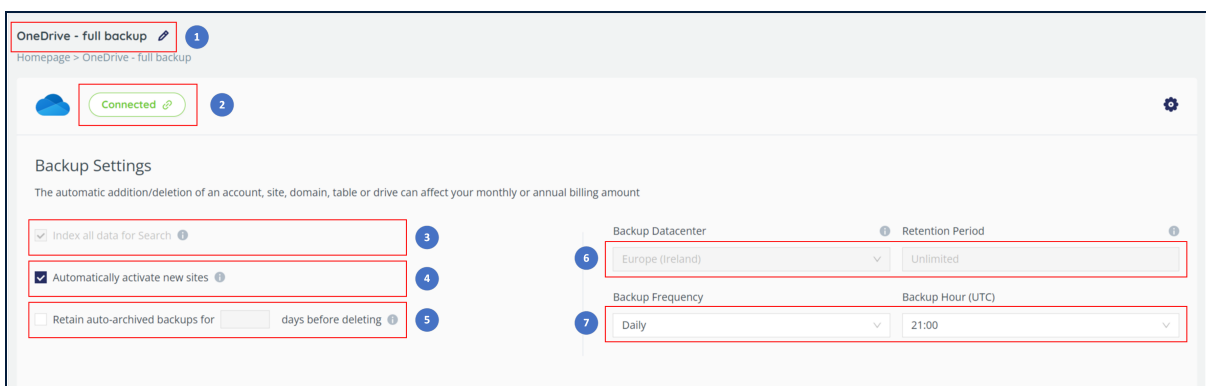 OneDrive - full backup
1
Homepage > OneDrive - full backup
Connected
2
Backup Settings
The automatic addition/deletion of an account, site, domain, table or drive can affect your monthly or annual billing amount
Index all data for Search
3
Automatically activate new sites
4
Retain auto-archived backups for days before deleting
5
Backup Datacenter
Retention Period
6
Europe (Ireland)
Unlimited
Backup Frequency
Backup Hour (UTC)
7
Daily
21:00